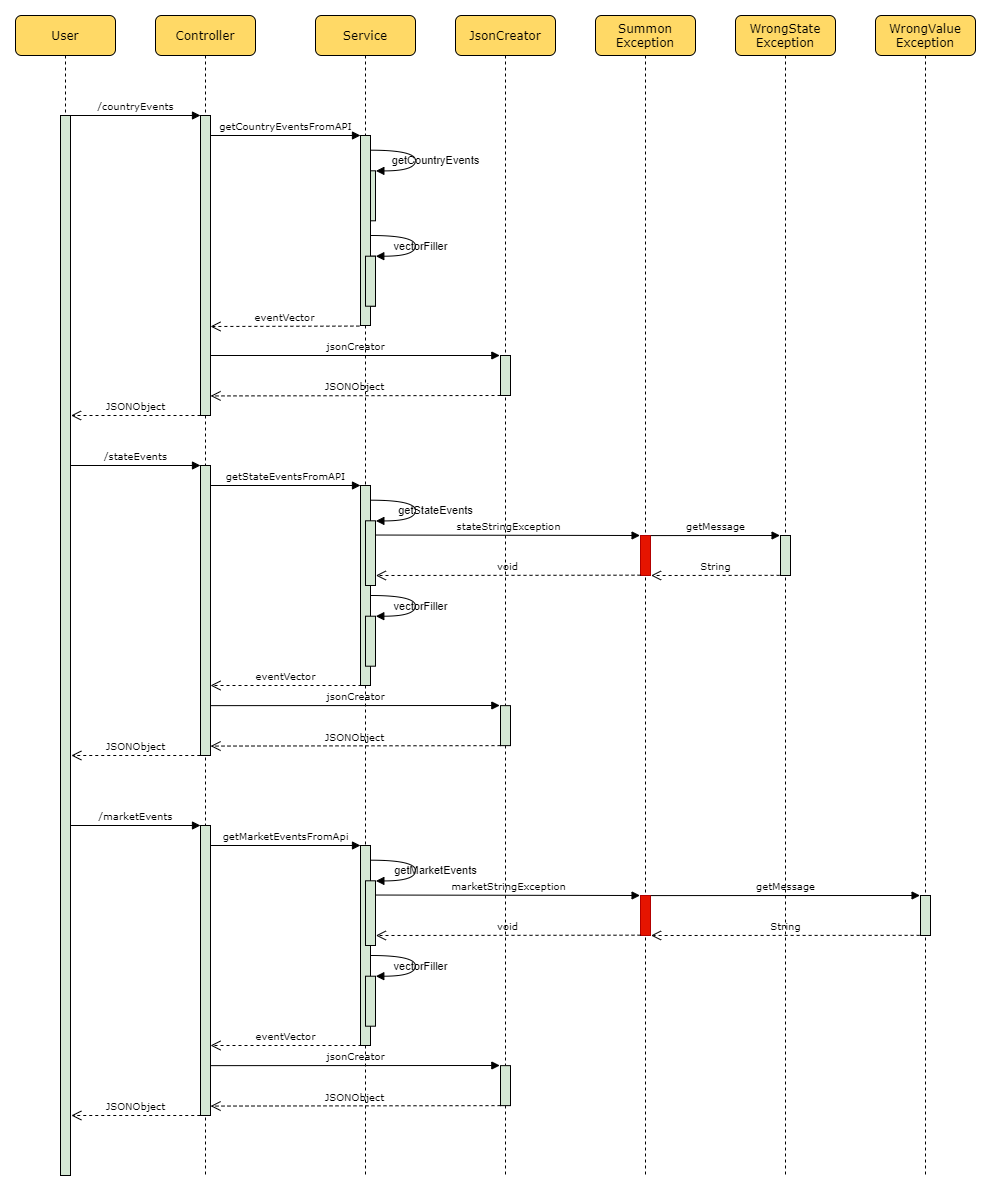 User
Controller
Service
JsonCreator
Summon
Exception
WrongState
Exception
WrongValue
Exception
/countryEvents
getCountryEventsFromAPI
getCountryEvents
vectorFiller
eventVector
jsonCreator
JSONObject
JSONObject
/stateEvents
getStateEventsFromAPI
getStateEvents
stateStringException
getMessage
void
String
vectorFiller
eventVector
jsonCreator
JSONObject
JSONObject
/marketEvents
getMarketEventsFromApi
getMarketEvents
marketStringException
getMessage
void
String
vectorFiller
eventVector
jsonCreator
JSONObject
JSONObject